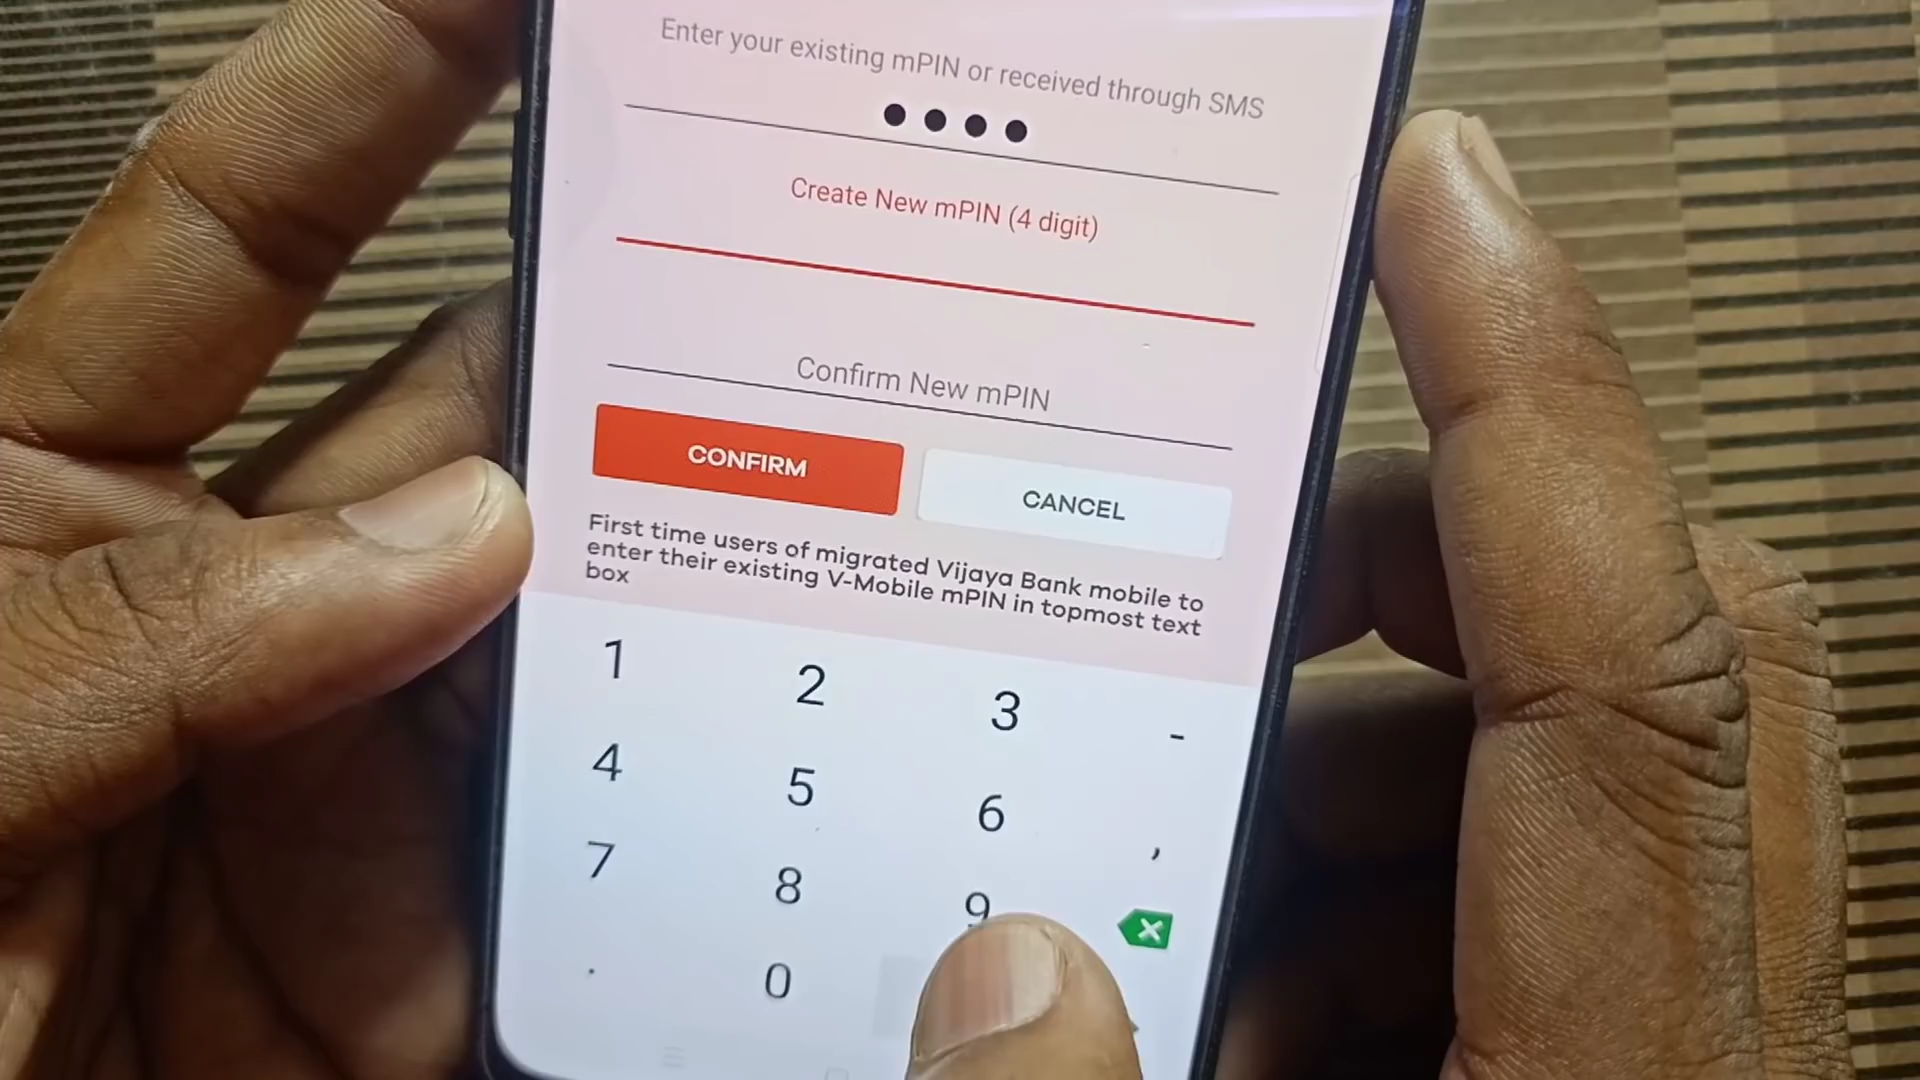 Enter your existing mPIN or received through SMS
Create New mPIN (4 digit)
Confirm New mPIN
CONFIRM
CANCEL
First time users of migrated Vijaya Bank mobile to
enter their existing V-Mobile mPIN in topmost text
box
1 2 3 -
4 5 6 ,
7 8 9
. 0